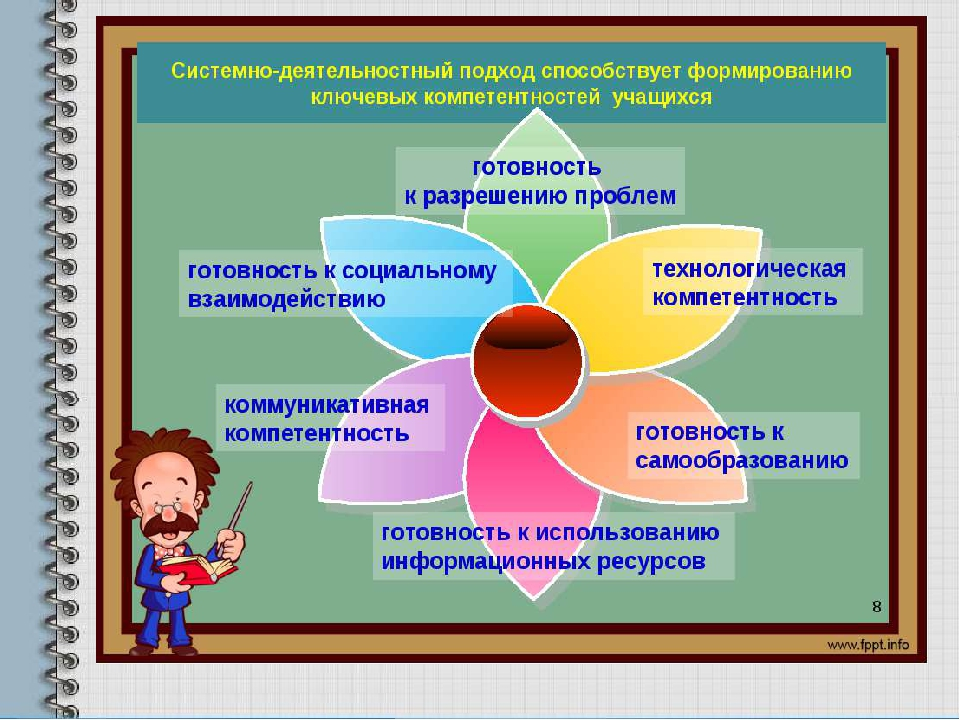 Системно-деятельностный подход способствует формированию
ключевых компетентностей учащихся
готовность
к разрешению проблем
готовность к социальному
взаимодействию
технологическая
компетентность
коммуникативная
компетентность
готовность к
самообразованию
готовность к использованию
информационных ресурсов
8
www.fppt.info